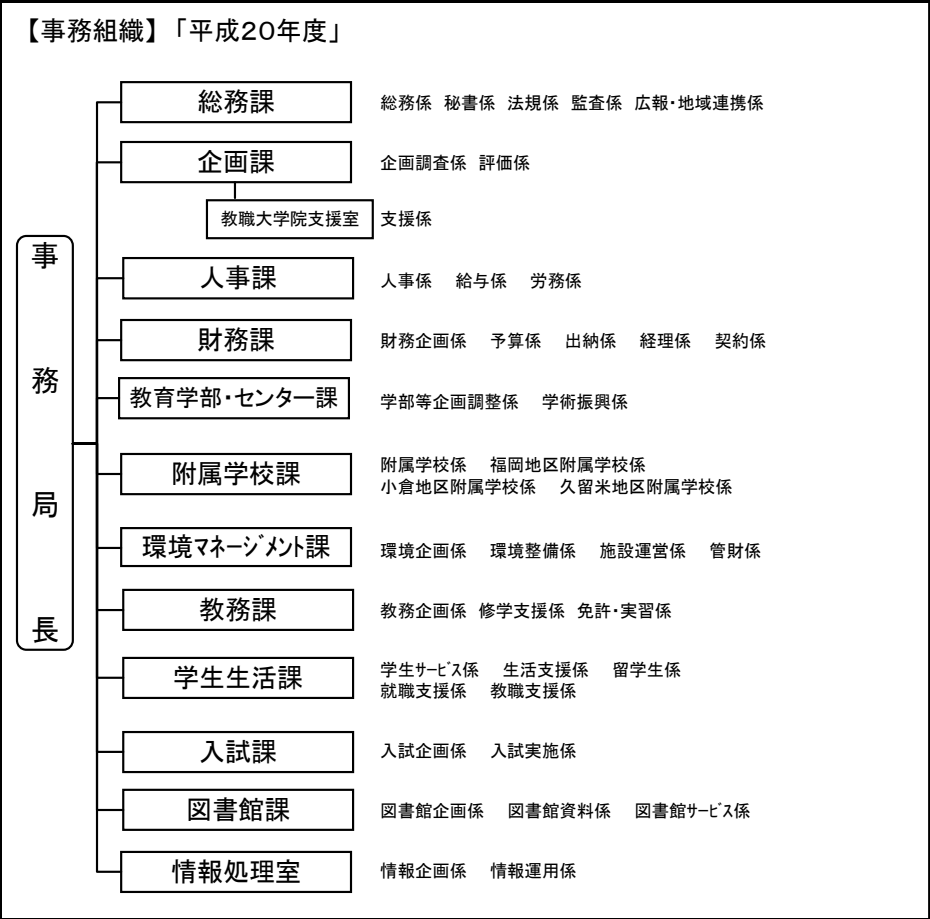 【事務組織】「平成20年度」
総務課 総務係 秘書係 法規係 監査係 広報・地域連携係
企画課 企画調査係 評価係
教職大学院支援室 支援係
人事課 人事係 給与係 労務係
財務課 財務企画係 予算係 出納係 経理係 契約係
教育学部・センター課 学部等企画調整係 学術振興係
附属学校課 附属学校係 福岡地区附属学校係
小倉地区附属学校係 久留米地区附属学校係
環境ﾏﾈｰｼﾞﾒﾝﾄ課 環境企画係 環境整備係 施設運営係 管財係
教務課 教務企画係 修学支援係 免許・実習係
学生生活課 学生ｻｰﾋﾞｽ係 生活支援係 留学生係
就職支援係 教職支援係
入試課 入試企画係 入試実施係
図書館課 図書館企画係 図書館資料係 図書館ｻｰﾋﾞｽ係
情報処理室 情報企画係 情報運用係
事務局長